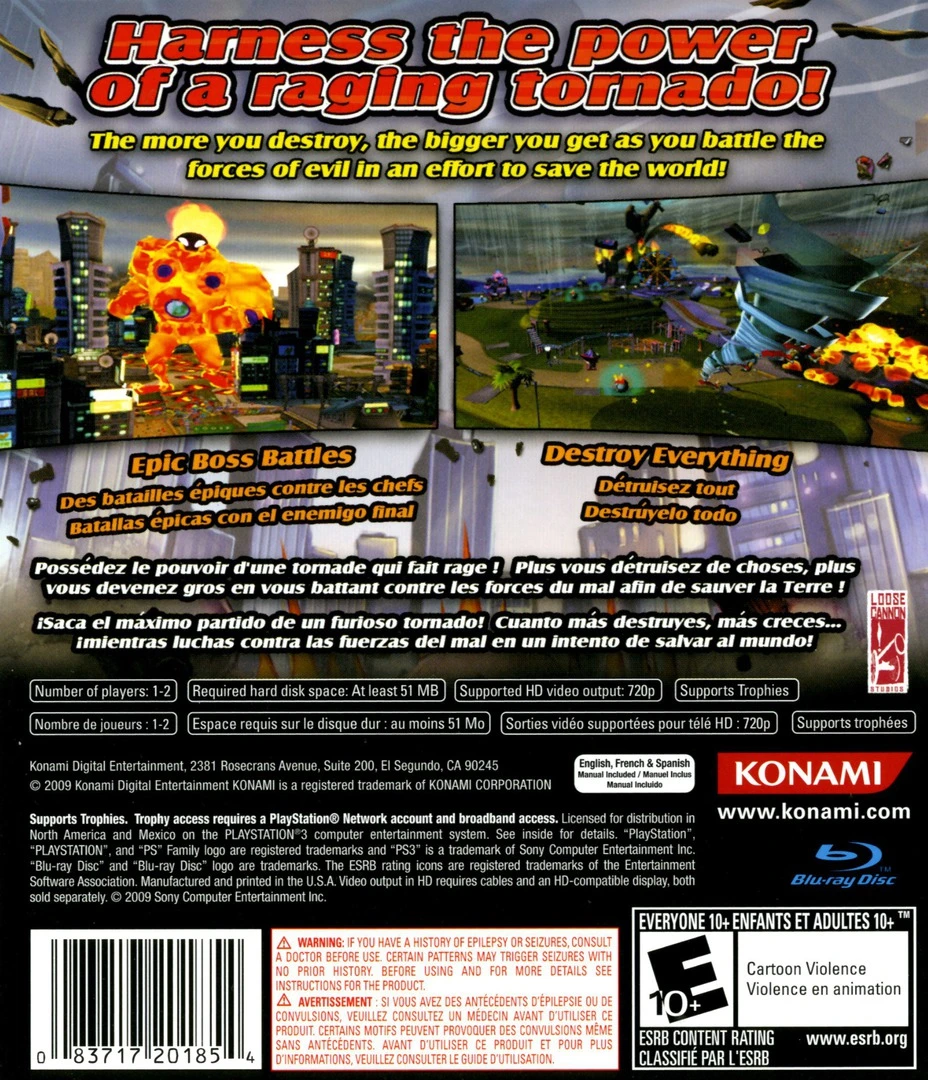 Harness the power
of a raging tornado!
The more you destroy, the bigger you get as you battle the
forces of evil in an effort to save the world!
Epic Boss Battles
Des batailles épiques contre les chefs
Batallas épicas con el enemigo final
Destroy Everything
Détruisez tout
Destrúyelo todo
Possédez le pouvoir d'une tornade qui fait rage ! Plus vous détruisez de choses, plus
vous devenez gros en vous battant contre les forces du mal afin de sauver la Terre !
¡Saca el máximo partido de un furioso tornado! Cuanto más destruyes, más creces...
¡mientras luchas contra las fuerzas del mal en un intento de salvar al mundo!
LOOSE
CANNON
STUDIOS
Number of players: 1-2
Required hard disk space: At least 51 MB
Supported HD video output: 720p
Supports Trophies
Nombre de joueurs : 1-2
Espace requis sur le disque dur : au moins 51 Mo
Sorties vidéo supportées pour télé HD : 720p
Supports trophées
Konami Digital Entertainment, 2381 Rosecrans Avenue, Suite 200, El Segundo, CA 90245
© 2009 Konami Digital Entertainment KONAMI is a registered trademark of KONAMI CORPORATION
English, French & Spanish
Manual Included / Manuel Inclus
Manual Incluido
KONAMI
www.konami.com
Supports Trophies. Trophy access requires a PlayStation® Network account and broadband access. Licensed for distribution in
North America and Mexico on the PLAYSTATION®3 computer entertainment system. See inside for details. “PlayStation”,
“PLAYSTATION”, and “PS” Family logo are registered trademarks and “PS3” is a trademark of Sony Computer Entertainment Inc.
“Blu-ray Disc” and “Blu-ray Disc” logo are trademarks. The ESRB rating icons are registered trademarks of the Entertainment
Software Association. Manufactured and printed in the U.S.A. Video output in HD requires cables and an HD-compatible display, both
sold separately. © 2009 Sony Computer Entertainment Inc.
Blu-ray Disc™
0 83717 20185 4
WARNING: IF YOU HAVE A HISTORY OF EPILEPSY OR SEIZURES, CONSULT
A DOCTOR BEFORE USE. CERTAIN PATTERNS MAY TRIGGER SEIZURES WITH
NO PRIOR HISTORY. BEFORE USING AND FOR MORE DETAILS SEE
INSTRUCTIONS FOR THE PRODUCT.
AVERTISSEMENT : SI VOUS AVEZ DES ANTÉCÉDENTS D'ÉPILEPSIE OU DE
CONVULSIONS, VEUILLEZ CONSULTEZ UN MÉDECIN AVANT D'UTILISER CE
PRODUIT. CERTAINS MOTIFS PEUVENT PROVOQUER DES CONVULSIONS MÊME
SANS ANTÉCÉDENTS. AVANT D'UTILISER CE PRODUIT ET POUR PLUS
D'INFORMATIONS, VEUILLEZ CONSULTER LE GUIDE D'UTILISATION.
EVERYONE 10+ ENFANTS ET ADULTES 10+ ™
E
10+
Cartoon Violence
Violence en animation
ESRB CONTENT RATING www.esrb.org
CLASSIFIÉ PAR L'ESRB